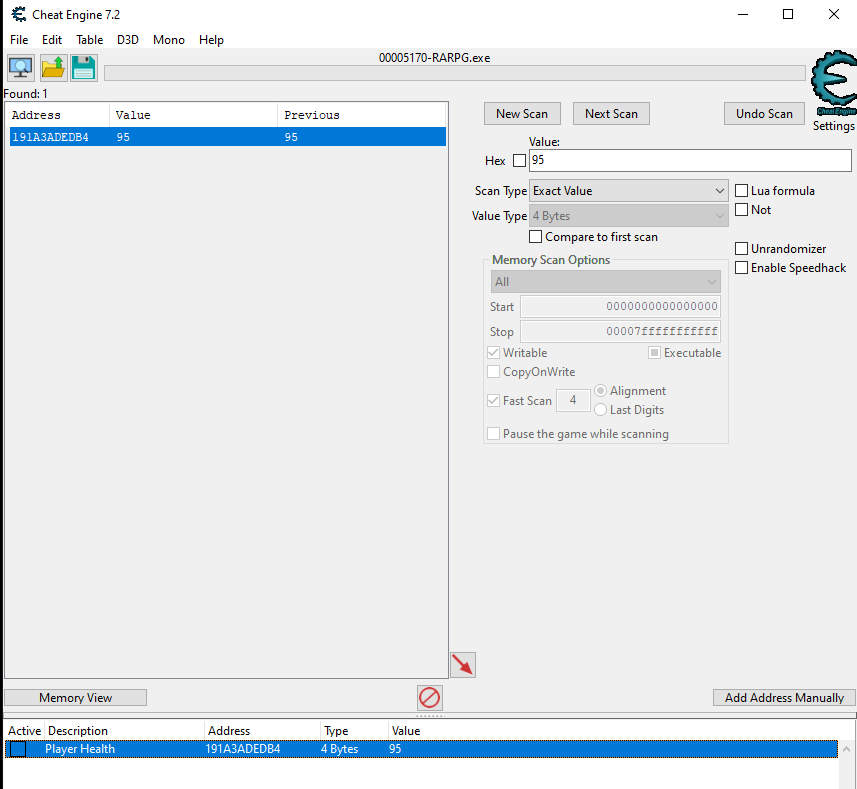 Cheat Engine 7.2
File Edit Table D3D Mono Help
00005170-RARPG.exe
Found: 1
Cheat Engine
Settings
Address Value Previous
191A3ADEDB4 95 95
New Scan Next Scan Undo Scan
Value:
Hex 95
Scan Type Exact Value
Value Type 4 Bytes
Compare to first scan
Lua formula
Not
Unrandomizer
Enable Speedhack
Memory Scan Options
All
Start 0000000000000000
Stop 00007fffffffffff
Writable Executable
CopyOnWrite
Fast Scan 4 Alignment
Last Digits
Pause the game while scanning
Memory View Add Address Manually
Active Description Address Type Value
Player Health 191A3ADEDB4 4 Bytes 95